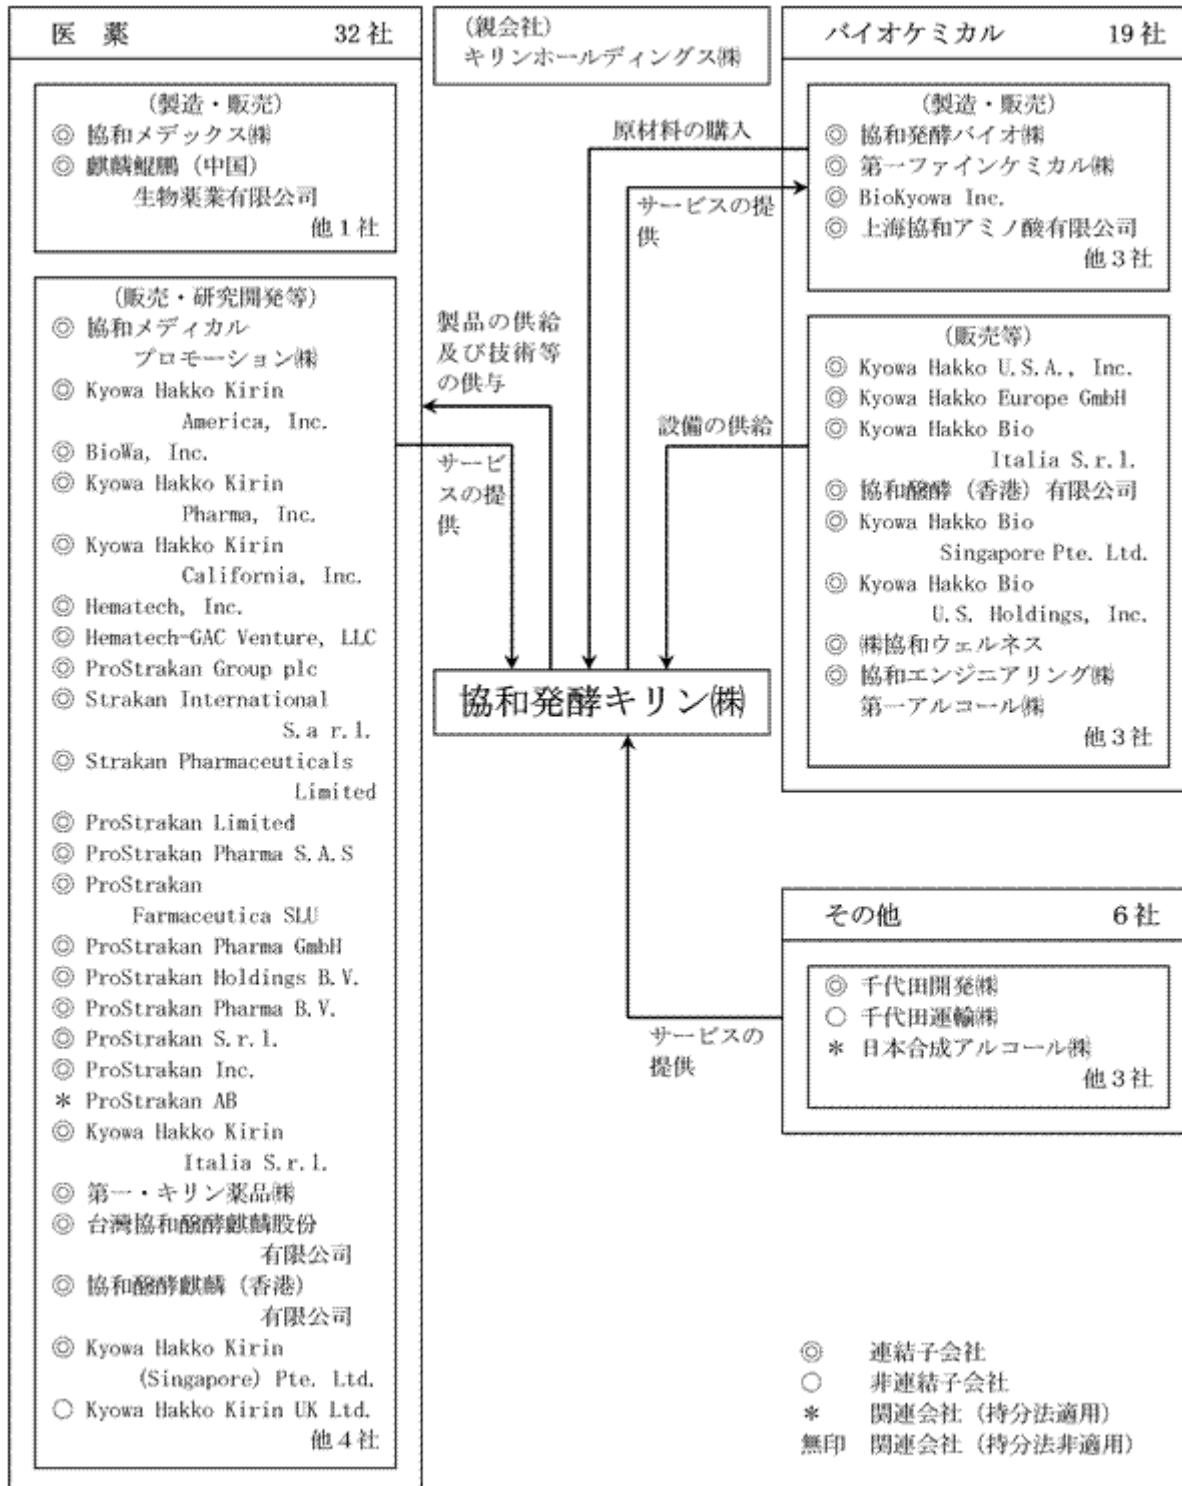 医 薬 32社
(製造・販売)
◎ 協和メデックス㈱
◎ 麒麟鯤鵬（中国）
生物薬業有限公司
他1社
(販売・研究開発等)
◎ 協和メディカル
プロモーション㈱
◎ Kyowa Hakko Kirin
America, Inc.
◎ BioWa, Inc.
◎ Kyowa Hakko Kirin
Pharma, Inc.
◎ Kyowa Hakko Kirin
California, Inc.
◎ Hematech, Inc.
◎ Hematech-GAC Venture, LLC
◎ ProStrakan Group plc
◎ Strakan International
S.a r.l.
◎ Strakan Pharmaceuticals
Limited
◎ ProStrakan Limited
◎ ProStrakan Pharma S.A.S
◎ ProStrakan
Farmaceutica SLU
◎ ProStrakan Pharma GmbH
◎ ProStrakan Holdings B.V.
◎ ProStrakan Pharma B.V.
◎ ProStrakan S.r.l.
◎ ProStrakan Inc.
＊ ProStrakan AB
◎ Kyowa Hakko Kirin
Italia S.r.l.
◎ 第一・キリン薬品㈱
◎ 台灣協和醱酵麒麟股份
有限公司
◎ 協和醱酵麒麟（香港）
有限公司
◎ Kyowa Hakko Kirin
(Singapore) Pte. Ltd.
○ Kyowa Hakko Kirin UK Ltd.
他4社
(親会社)
キリンホールディングス㈱
原材料の購入
サービスの提
供
製品の供給
及び技術等
の供与
サービ
スの提
供
設備の供給
協和発酵キリン㈱
サービスの
提供
バイオケミカル 19社
(製造・販売)
◎ 協和発酵バイオ㈱
◎ 第一ファインケミカル㈱
◎ BioKyowa Inc.
◎ 上海協和アミノ酸有限公司
他3社
(販売等)
◎ Kyowa Hakko U.S.A., Inc.
◎ Kyowa Hakko Europe GmbH
◎ Kyowa Hakko Bio
Italia S.r.l.
◎ 協和醱酵（香港）有限公司
◎ Kyowa Hakko Bio
Singapore Pte. Ltd.
◎ Kyowa Hakko Bio
U.S. Holdings, Inc.
◎ ㈱協和ウェルネス
◎ 協和エンジニアリング㈱
第一アルコール㈱
他3社
その他 6社
◎ 千代田開発㈱
○ 千代田運輸㈱
＊ 日本合成アルコール㈱
他3社
◎ 連結子会社
○ 非連結子会社
＊ 関連会社（持分法適用）
無印 関連会社（持分法非適用）